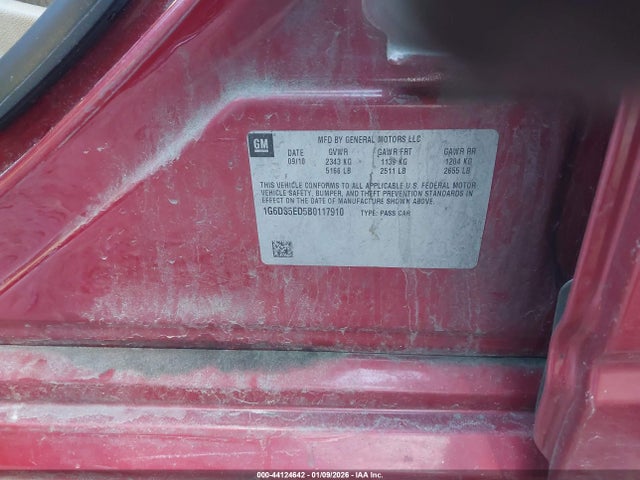 GM
MFD BY GENERAL MOTORS LLC
DATE GVWR GAWR FRT GAWR RR
09/10 2343 KG 1139 KG 1204 KG
5166 LB 2511 LB 2655 LB
THIS VEHICLE CONFORMS TO ALL APPLICABLE U.S. FEDERAL MOTOR
VEHICLE SAFETY, BUMPER, AND THEFT PREVENTION STANDARDS IN
EFFECT ON THE DATE OF MANUFACTURE SHOWN ABOVE.
1G6DS5ED5B0117910 TYPE: PASS CAR
000-44124642 - 01/09/2026 - IAA Inc.